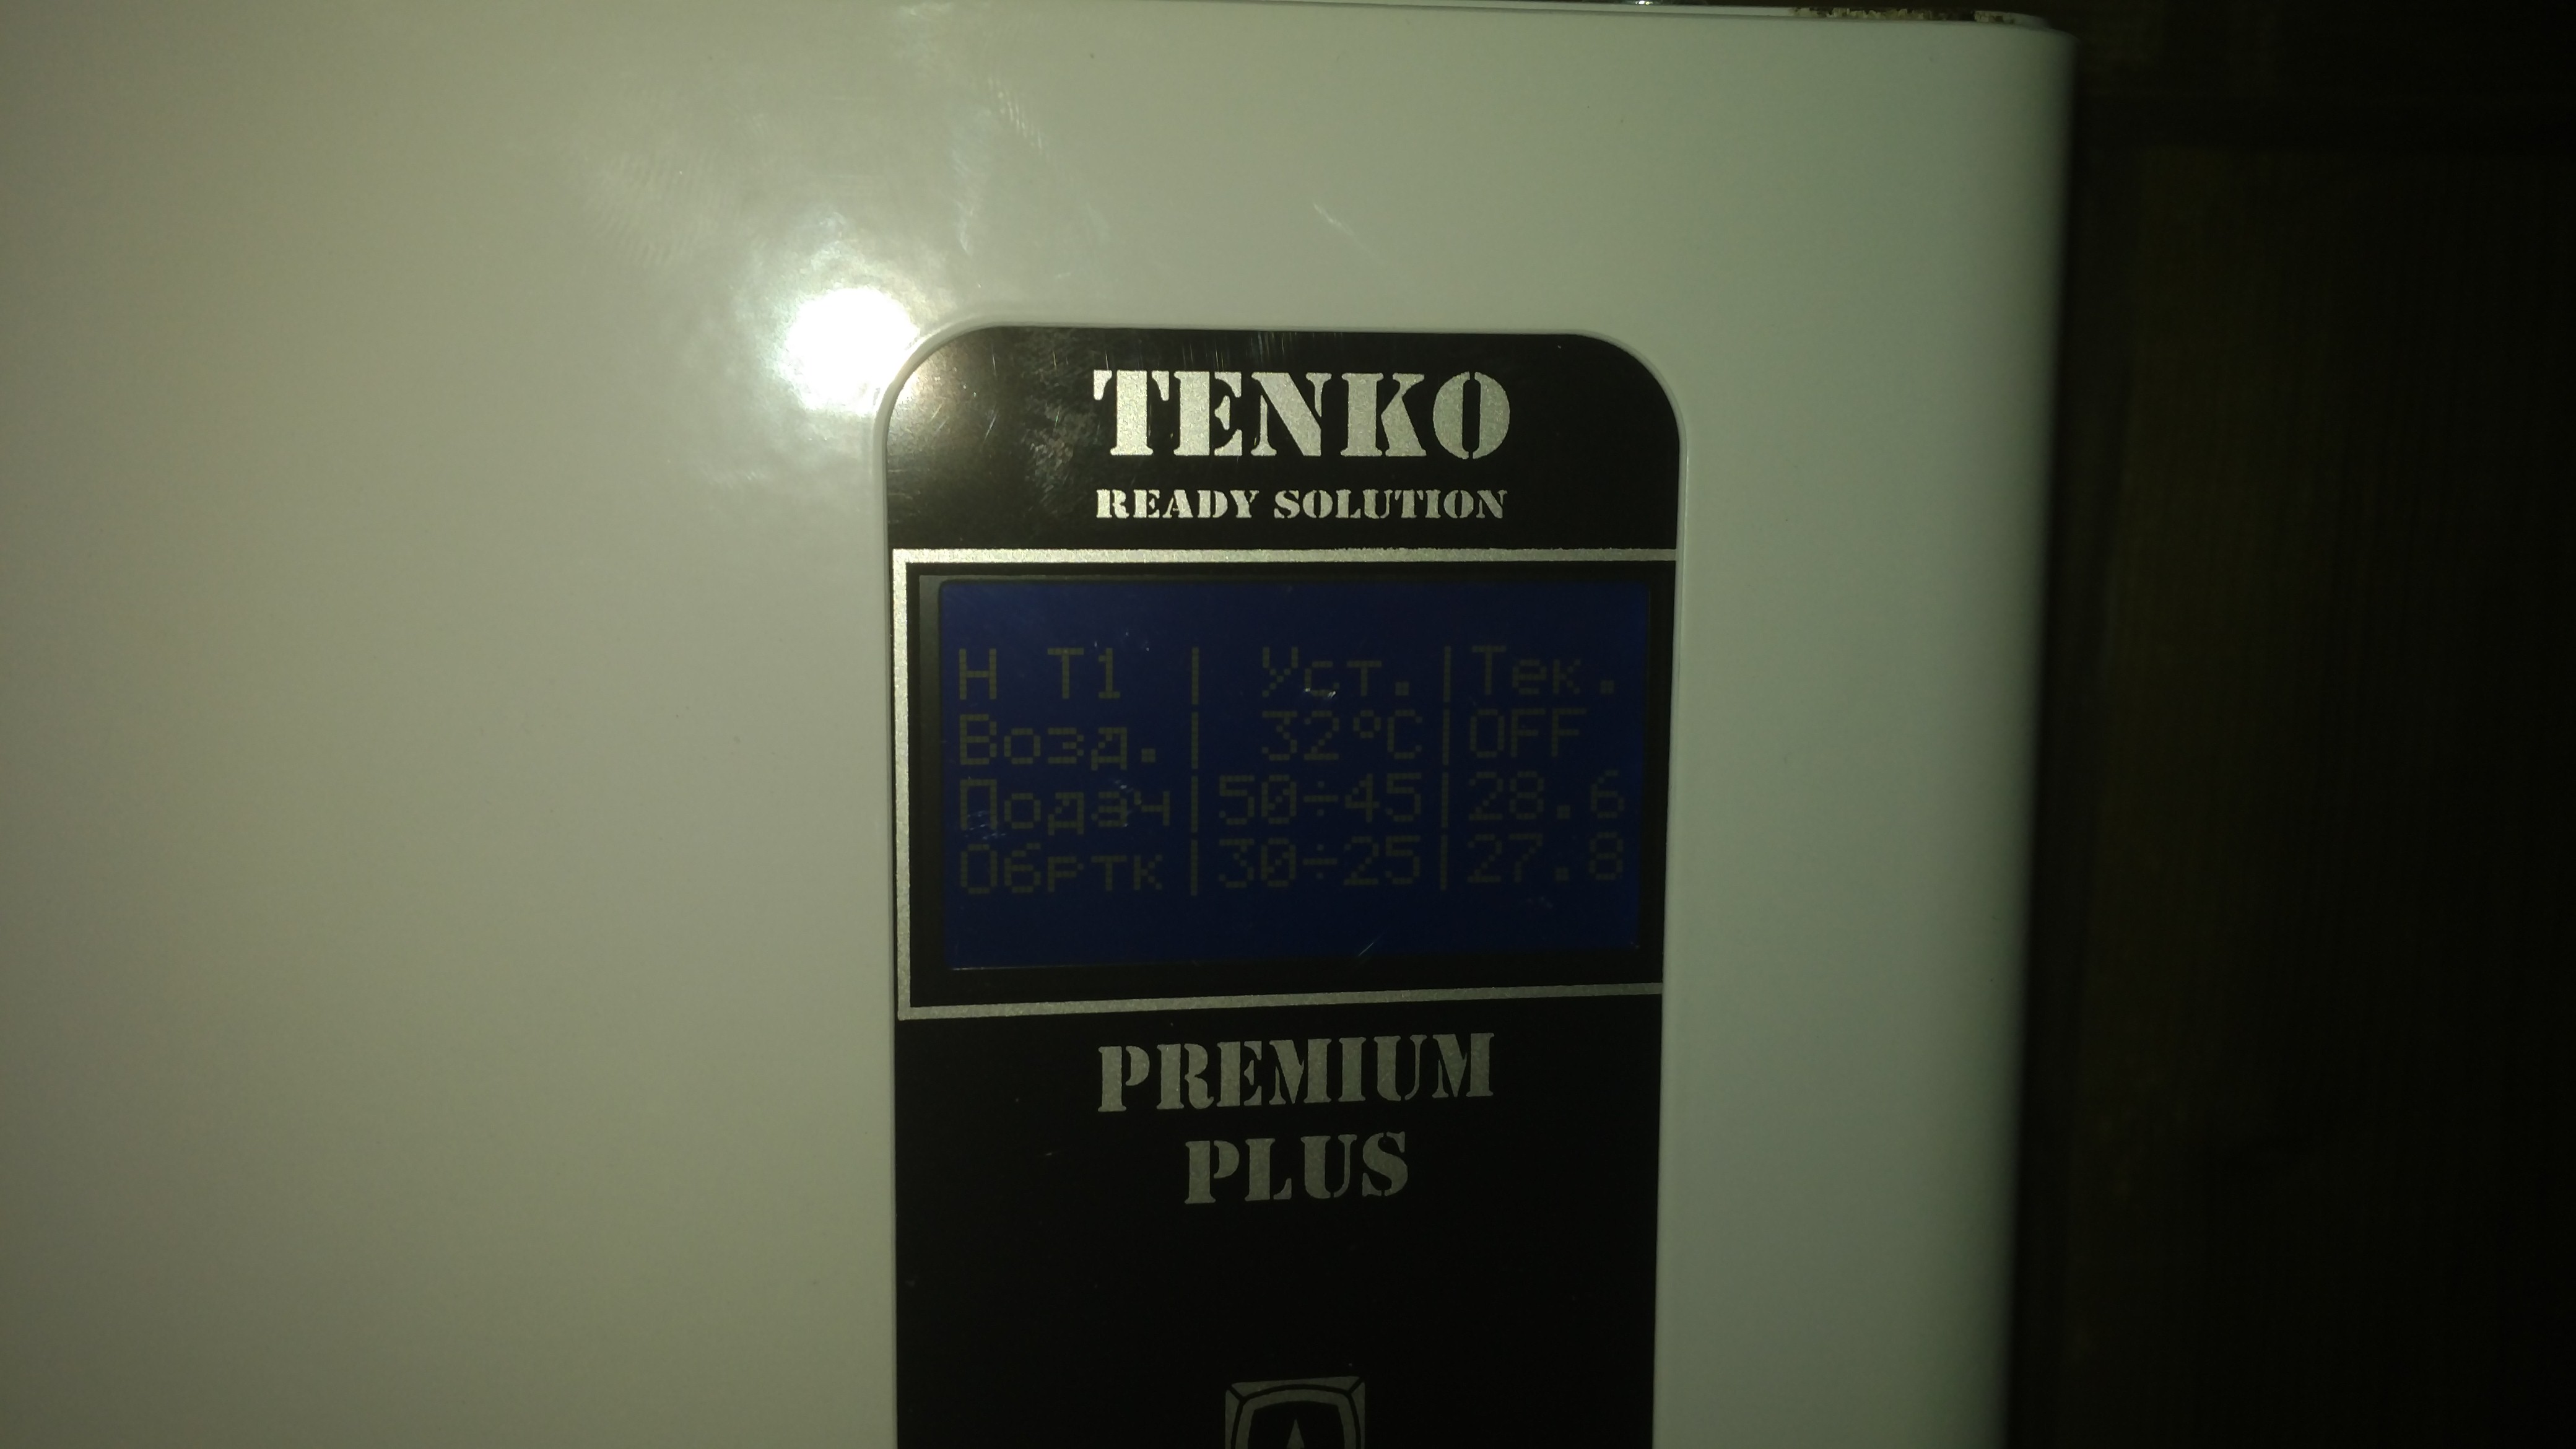 TENKO
READY SOLUTION
Н Т1 | Уст.|Тек.
Возд.| 32°C|OFF
Подач|50÷45|28.6
Обртк|30÷25|27.8
PREMIUM
PLUS